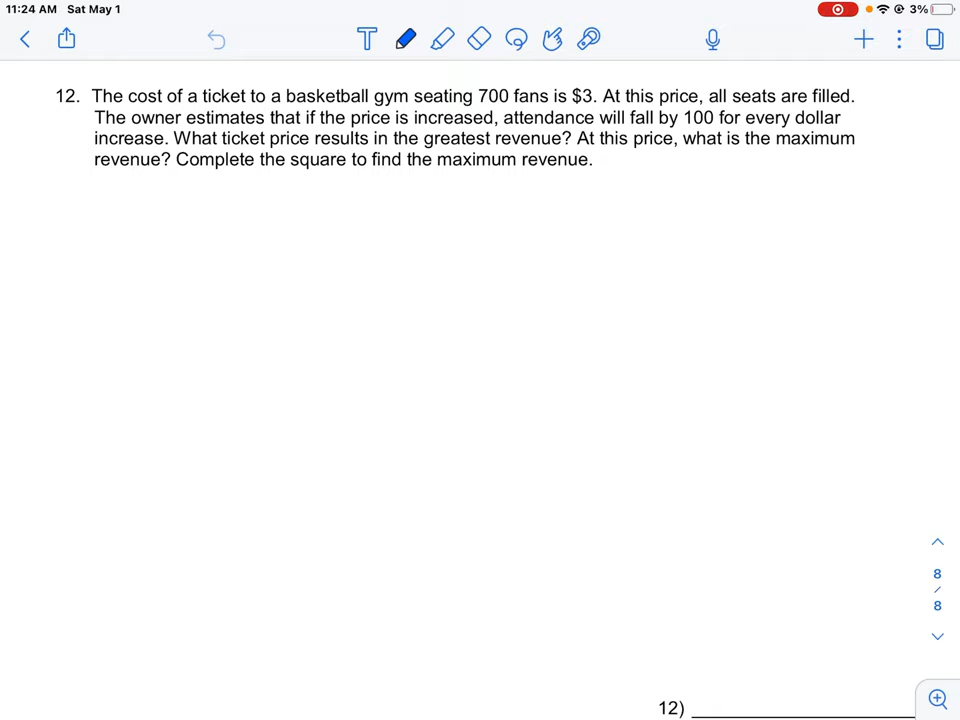 11:24 AM Sat May 1
3%
12. The cost of a ticket to a basketball gym seating 700 fans is $3. At this price, all seats are filled.
The owner estimates that if the price is increased, attendance will fall by 100 for every dollar
increase. What ticket price results in the greatest revenue? At this price, what is the maximum
revenue? Complete the square to find the maximum revenue.
8
/
8
12)